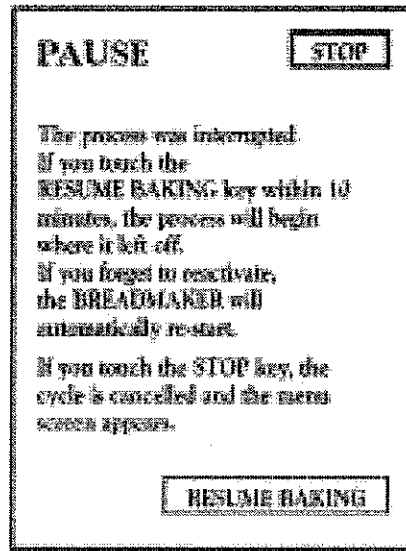 PAUSE
STOP
The process was interrupted.
If you touch the
RESUME BAKING key within 10
minutes, the process will begin
where it left off.
If you forget to reactivate,
the BREADMAKER will
automatically re-start.
If you touch the STOP key, the
cycle is cancelled and the menu
screen appears.
RESUME BAKING